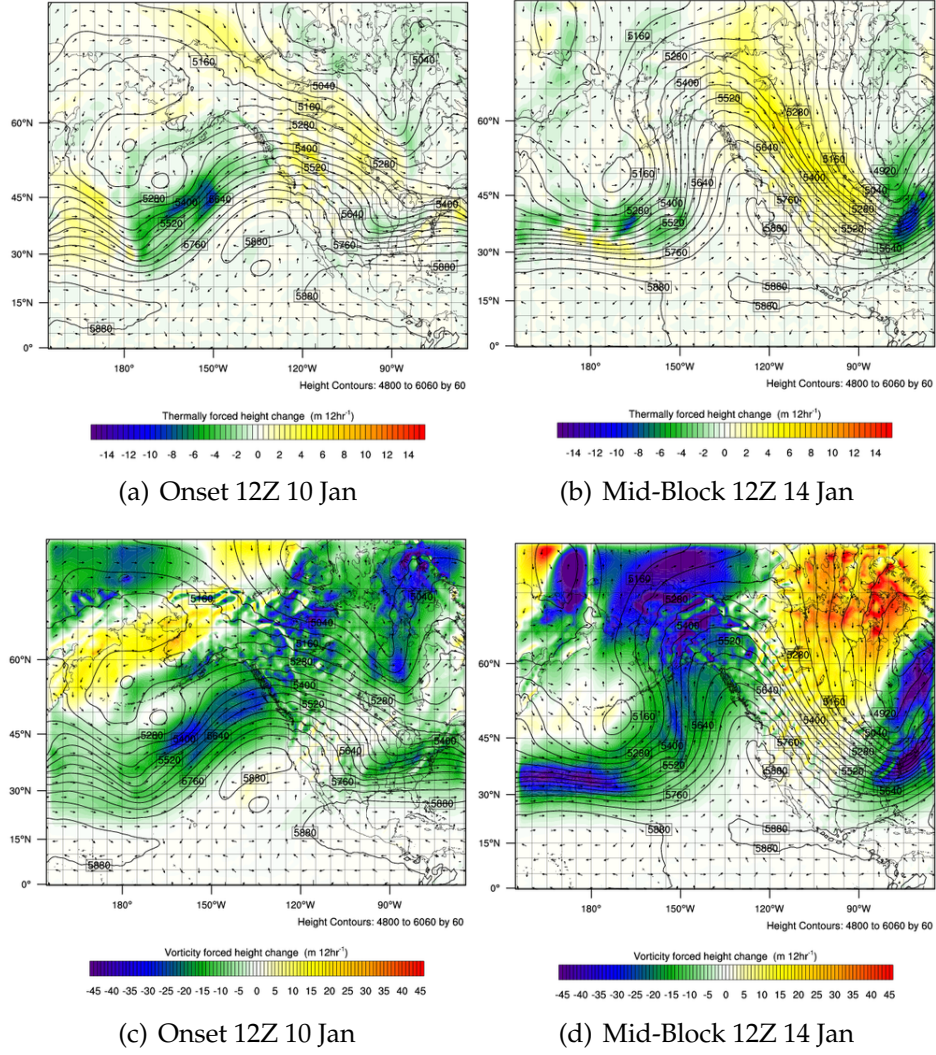 5160
5040
5040
5160
60°N
5280
5400
5280
5520
45°N
5280
5400
5640
5400
5520
5640
5760
5880
5760
30°N
5880
15°N
5880
5880
0°
180°
150°W
120°W
90°W
Height Contours: 4800 to 6060 by 60
Thermally forced height change (m 12hr⁻¹)
-14 -12 -10 -8 -6 -4 -2 0 2 4 6 8 10 12 14
(a) Onset 12Z 10 Jan
5160
5280
5400
5520
5280
60°N
5640
5160
5160
4920
5400
5040
45°N
5640
5760
5280
5400
5280
5520
5880
5520
5760
5640
30°N
5880
5880
15°N
5880
0°
180°
150°W
120°W
90°W
Height Contours: 4800 to 6060 by 60
Thermally forced height change (m 12hr⁻¹)
-14 -12 -10 -8 -6 -4 -2 0 2 4 6 8 10 12 14
(b) Mid-Block 12Z 14 Jan
5160
5040
5040
5160
60°N
5280
5400
5280
5520
45°N
5280
5400
5640
5400
5520
5640
5760
5880
5760
30°N
5880
15°N
5880
5880
0°
180°
150°W
120°W
90°W
Height Contours: 4800 to 6060 by 60
Vorticity forced height change (m 12hr⁻¹)
-45 -40 -35 -30 -25 -20 -15 -10 -5 0 5 10 15 20 25 30 35 40 45
(c) Onset 12Z 10 Jan
5160
5280
5400
5520
5280
60°N
5640
5160
5160
4920
5640
5400
5040
45°N
5400
5760
5280
5280
5520
5880
5520
5760
5640
30°N
5880
5880
15°N
5880
0°
180°
150°W
120°W
90°W
Height Contours: 4800 to 6060 by 60
Vorticity forced height change (m 12hr⁻¹)
-45 -40 -35 -30 -25 -20 -15 -10 -5 0 5 10 15 20 25 30 35 40 45
(d) Mid-Block 12Z 14 Jan